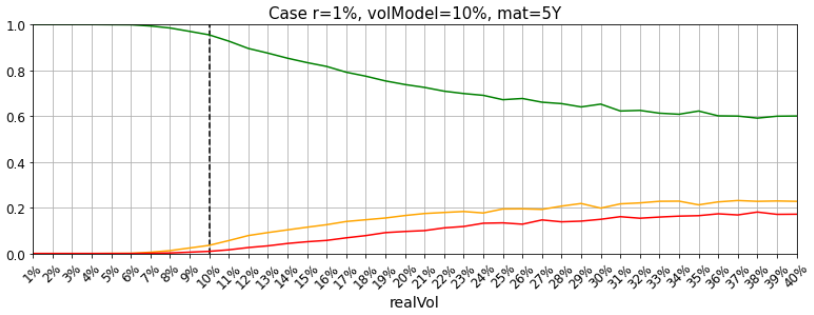 Case r=1%, volModel=10%, mat=5Y
1.0
0.8
0.6
0.4
0.2
0.0
1% 2% 3% 4% 5% 6% 7% 8% 9% 10% 11% 12% 13% 14% 15% 16% 17% 18% 19% 20% 21% 22% 23% 24% 25% 26% 27% 28% 29% 30% 31% 32% 33% 34% 35% 36% 37% 38% 39% 40%
realVol